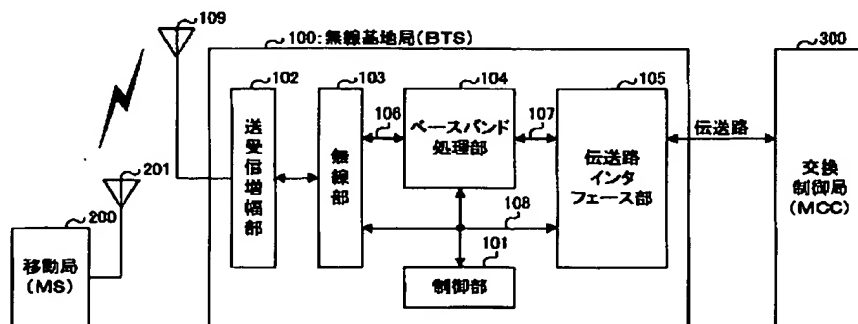 109
100:無線基地局(BTS)
300
102
103
104
105
送受信増幅部
無線部
106
ベースバンド
処理部
107
伝送路
インタ
フェース部
伝送路
交換
制御局
(MCC)
201
200
移動局
(MS)
108
101
制御部